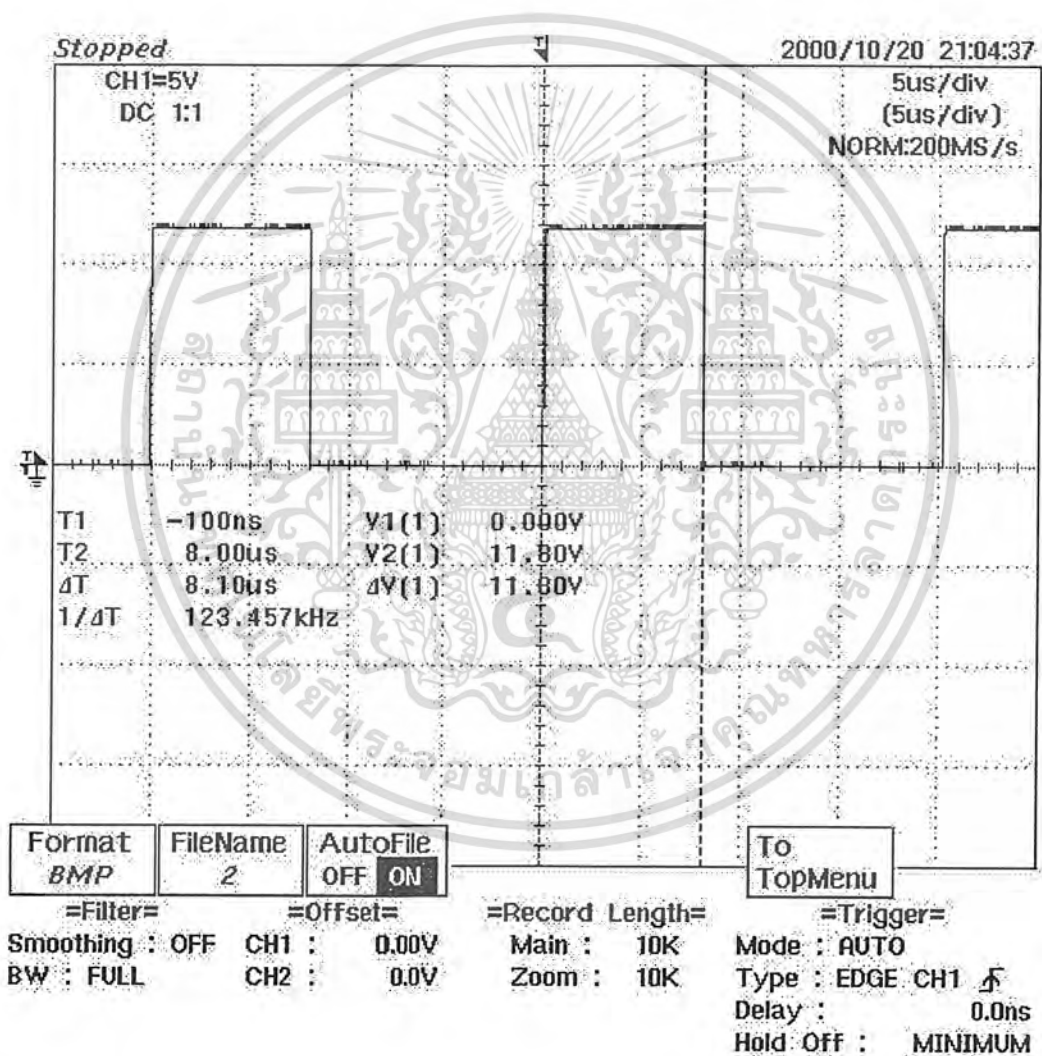 Stopped
2000/10/20 21:04:37
CH1=5V
DC 1:1
5us/div
(5us/div)
NORM:200MS/s
T1 -100ns V1(1) 0.000V
T2 8.00us V2(1) 11.80V
ΔT 8.10us ΔV(1) 11.80V
1/ΔT 123.457kHz
Format
BMP
FileName
2
AutoFile
OFF ON
To
TopMenu
=Filter= =Offset= =Record Length= =Trigger=
Smoothing : OFF CH1 : 0.00V Main : 10K Mode : AUTO
BW : FULL CH2 : 0.0V Zoom : 10K Type : EDGE CH1
Delay : 0.0ns
Hold Off : MINIMUM